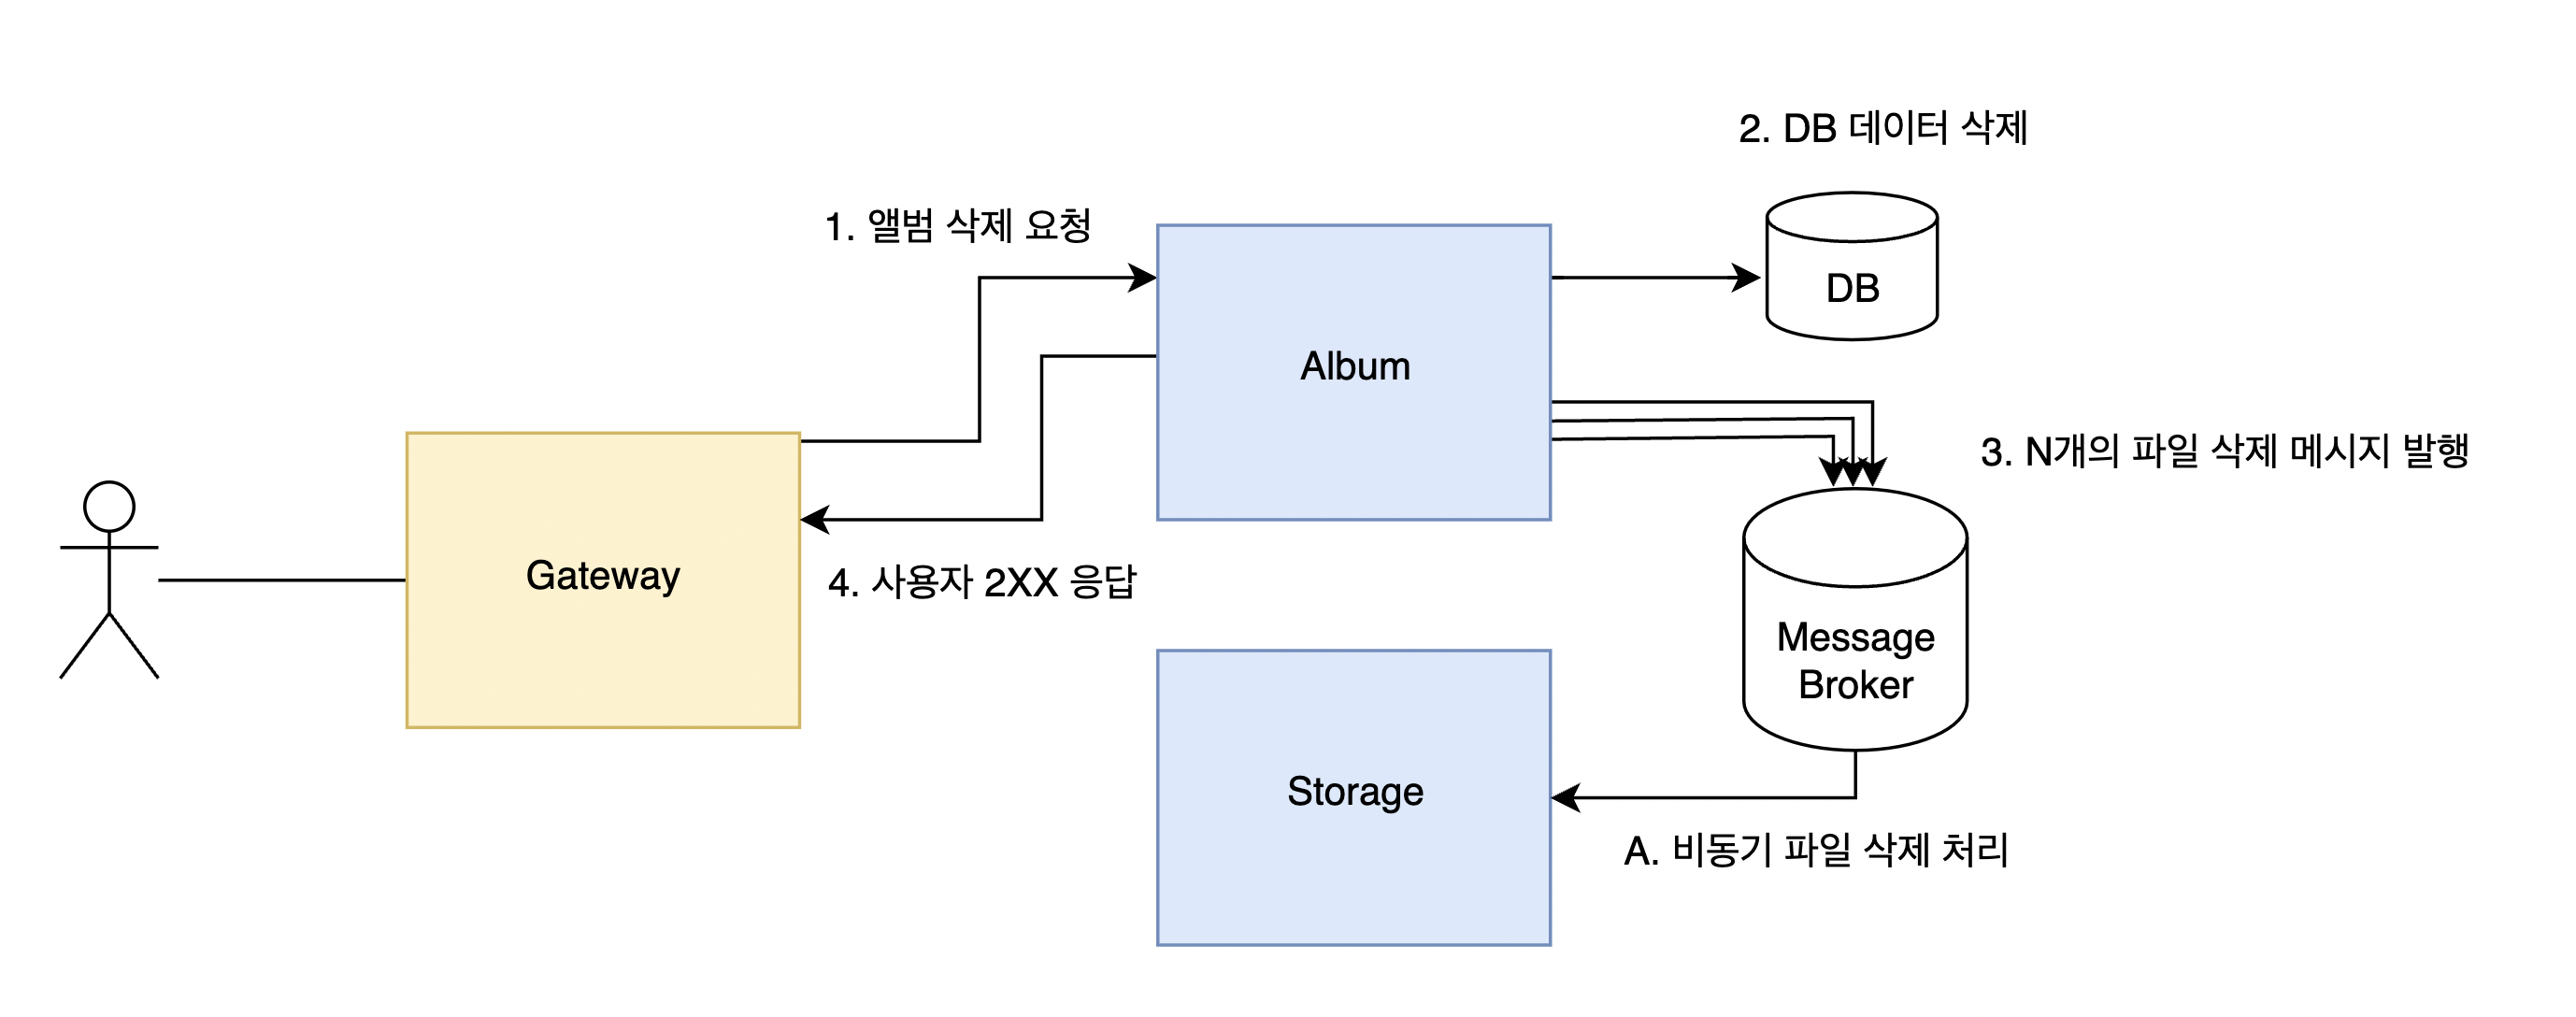 2. DB 데이터 삭제
1. 앨범 삭제 요청
DB
Album
3. N개의 파일 삭제 메시지 발행
Gateway
4. 사용자 2XX 응답
Message
Broker
Storage
A. 비동기 파일 삭제 처리